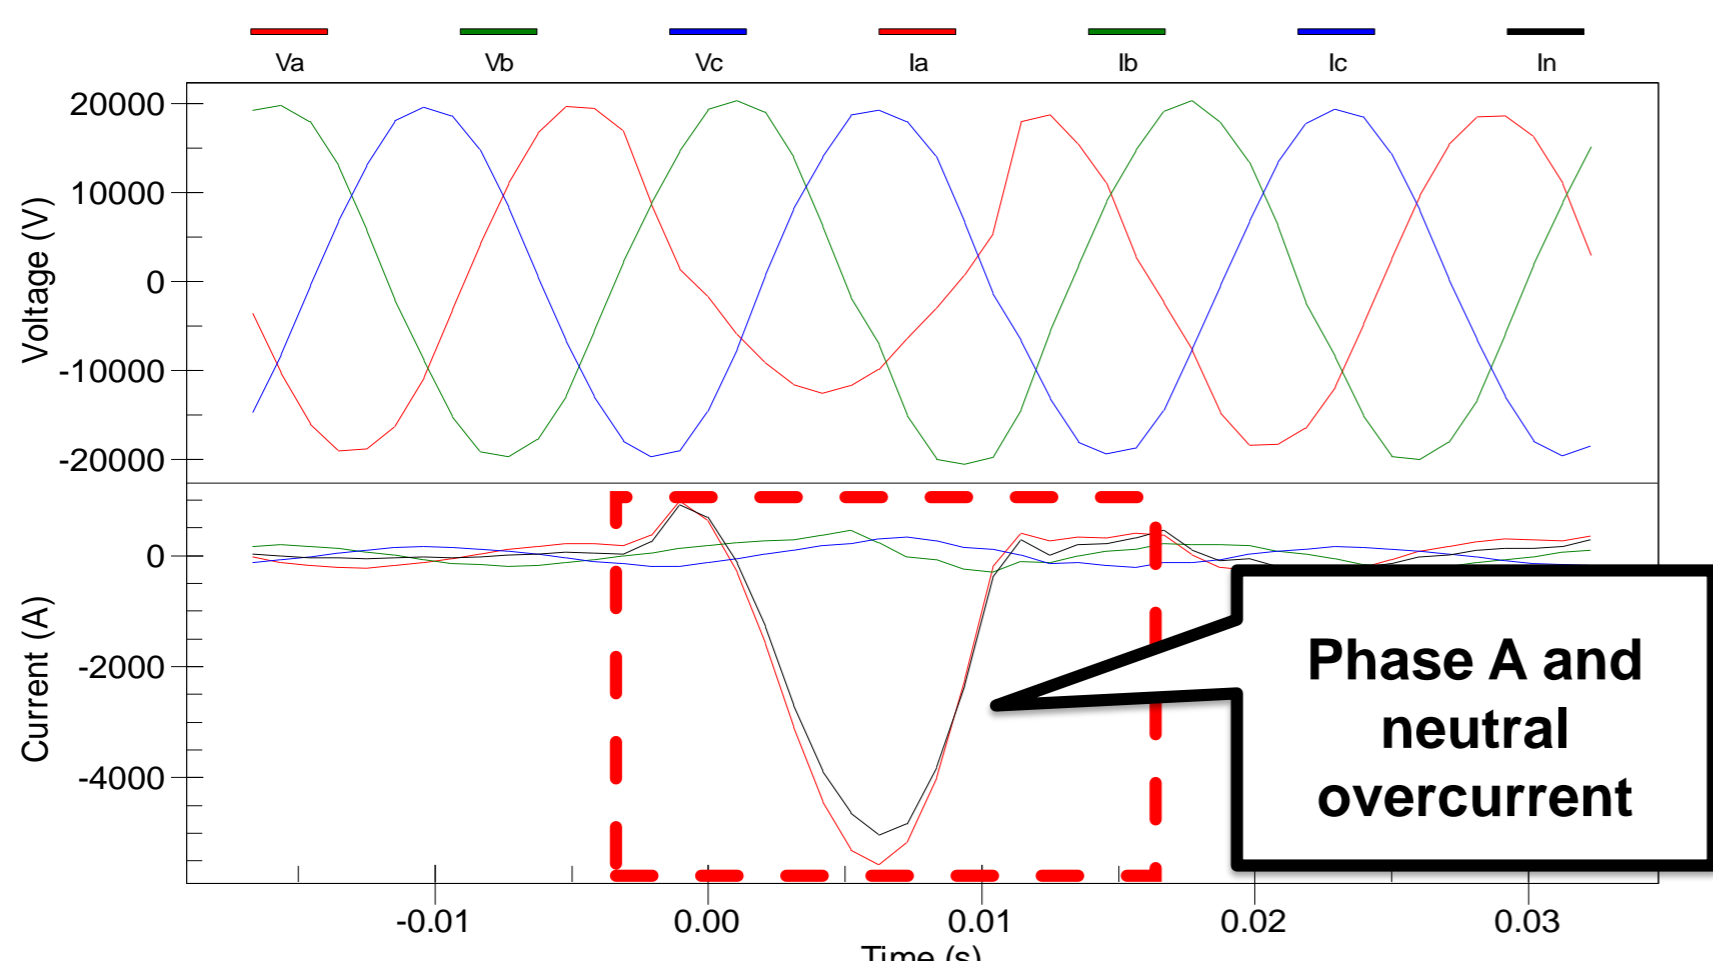 Va Vb Vc Ia Ib Ic In
20000
10000
0
-10000
-20000
Voltage (V)
0
-2000
-4000
Current (A)
Phase A and
neutral
overcurrent
-0.01 0.00 0.01 0.02 0.03
Time (s)